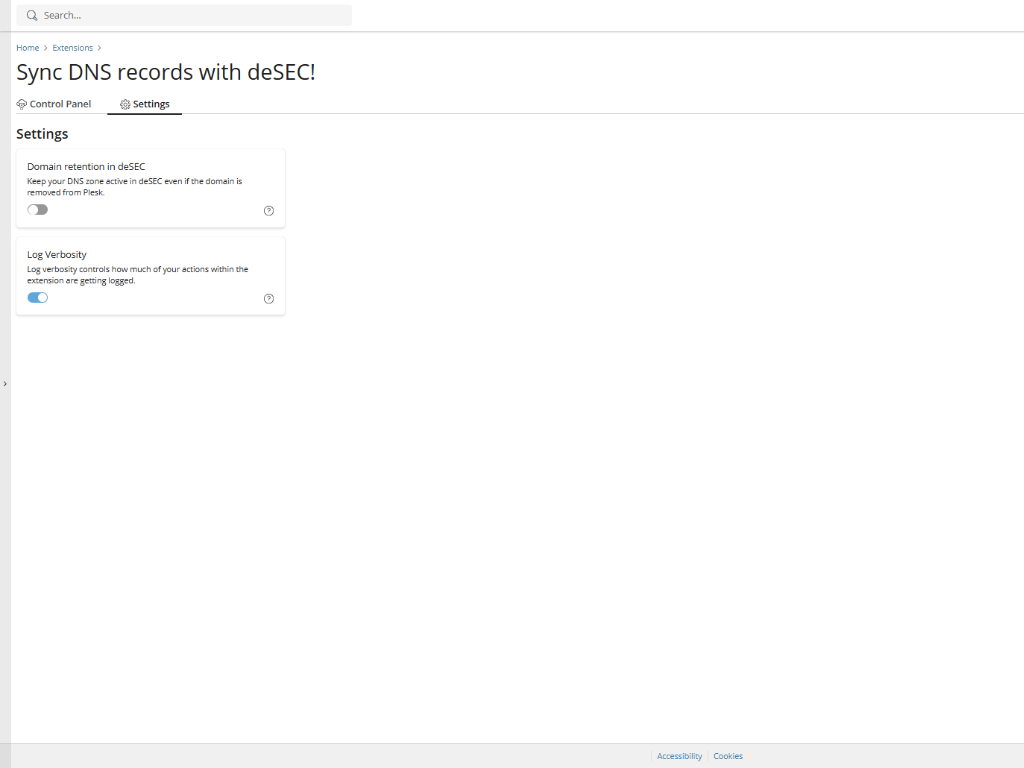 Search...
Home › Extensions ›
Sync DNS records with deSEC!
Control Panel Settings
Settings
Domain retention in deSEC
Keep your DNS zone active in deSEC even if the domain is
removed from Plesk.
Log Verbosity
Log verbosity controls how much of your actions within the
extension are getting logged.
Accessibility Cookies